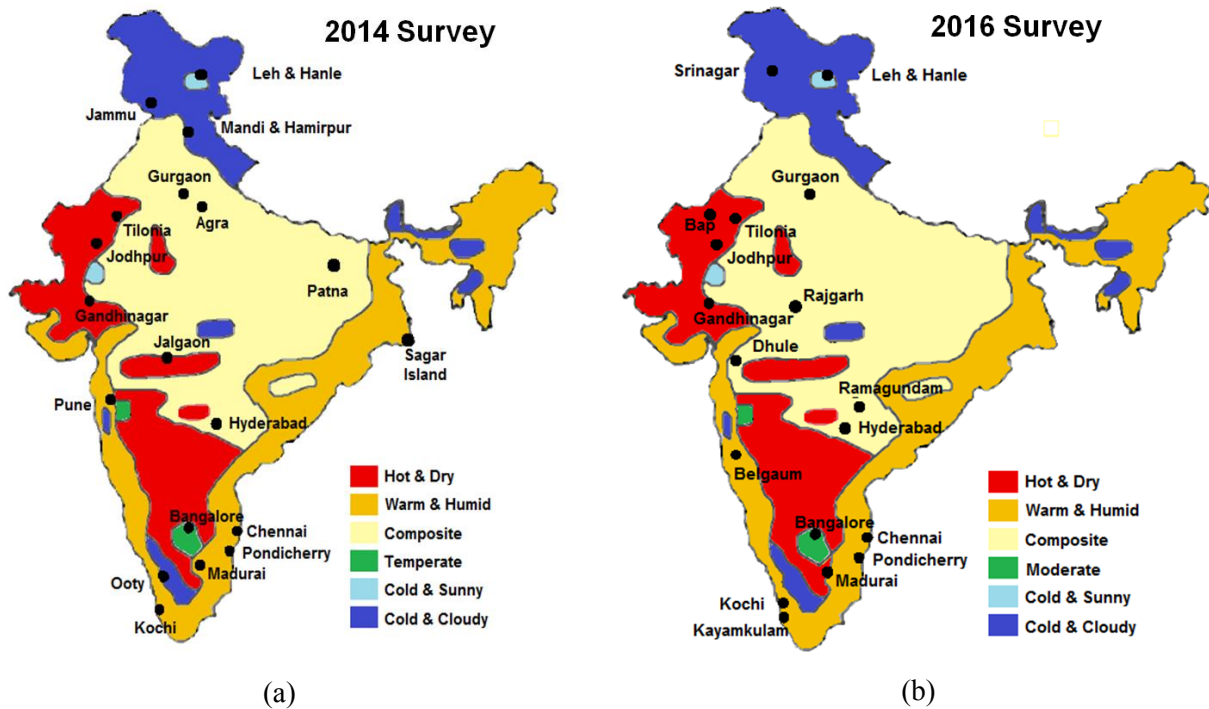 2014 Survey
Leh & Hanle
Jammu
Mandi & Hamirpur
Gurgaon
Agra
Tilonia
Jodhpur
Patna
Gandhinagar
Jalgaon
Sagar
Island
Pune
Hyderabad
Hot & Dry
Warm & Humid
Bangalore
Chennai
Composite
Pondicherry
Temperate
Madurai
Ooty
Cold & Sunny
Cold & Cloudy
Kochi
(a)
2016 Survey
Srinagar
Leh & Hanle
Gurgaon
Bap
Tilonia
Jodhpur
Rajgarh
Gandhinagar
Dhule
Ramagundam
Hyderabad
Belgaum
Hot & Dry
Warm & Humid
Bangalore
Chennai
Composite
Pondicherry
Moderate
Madurai
Kochi
Cold & Sunny
Kayamkulam
Cold & Cloudy
(b)